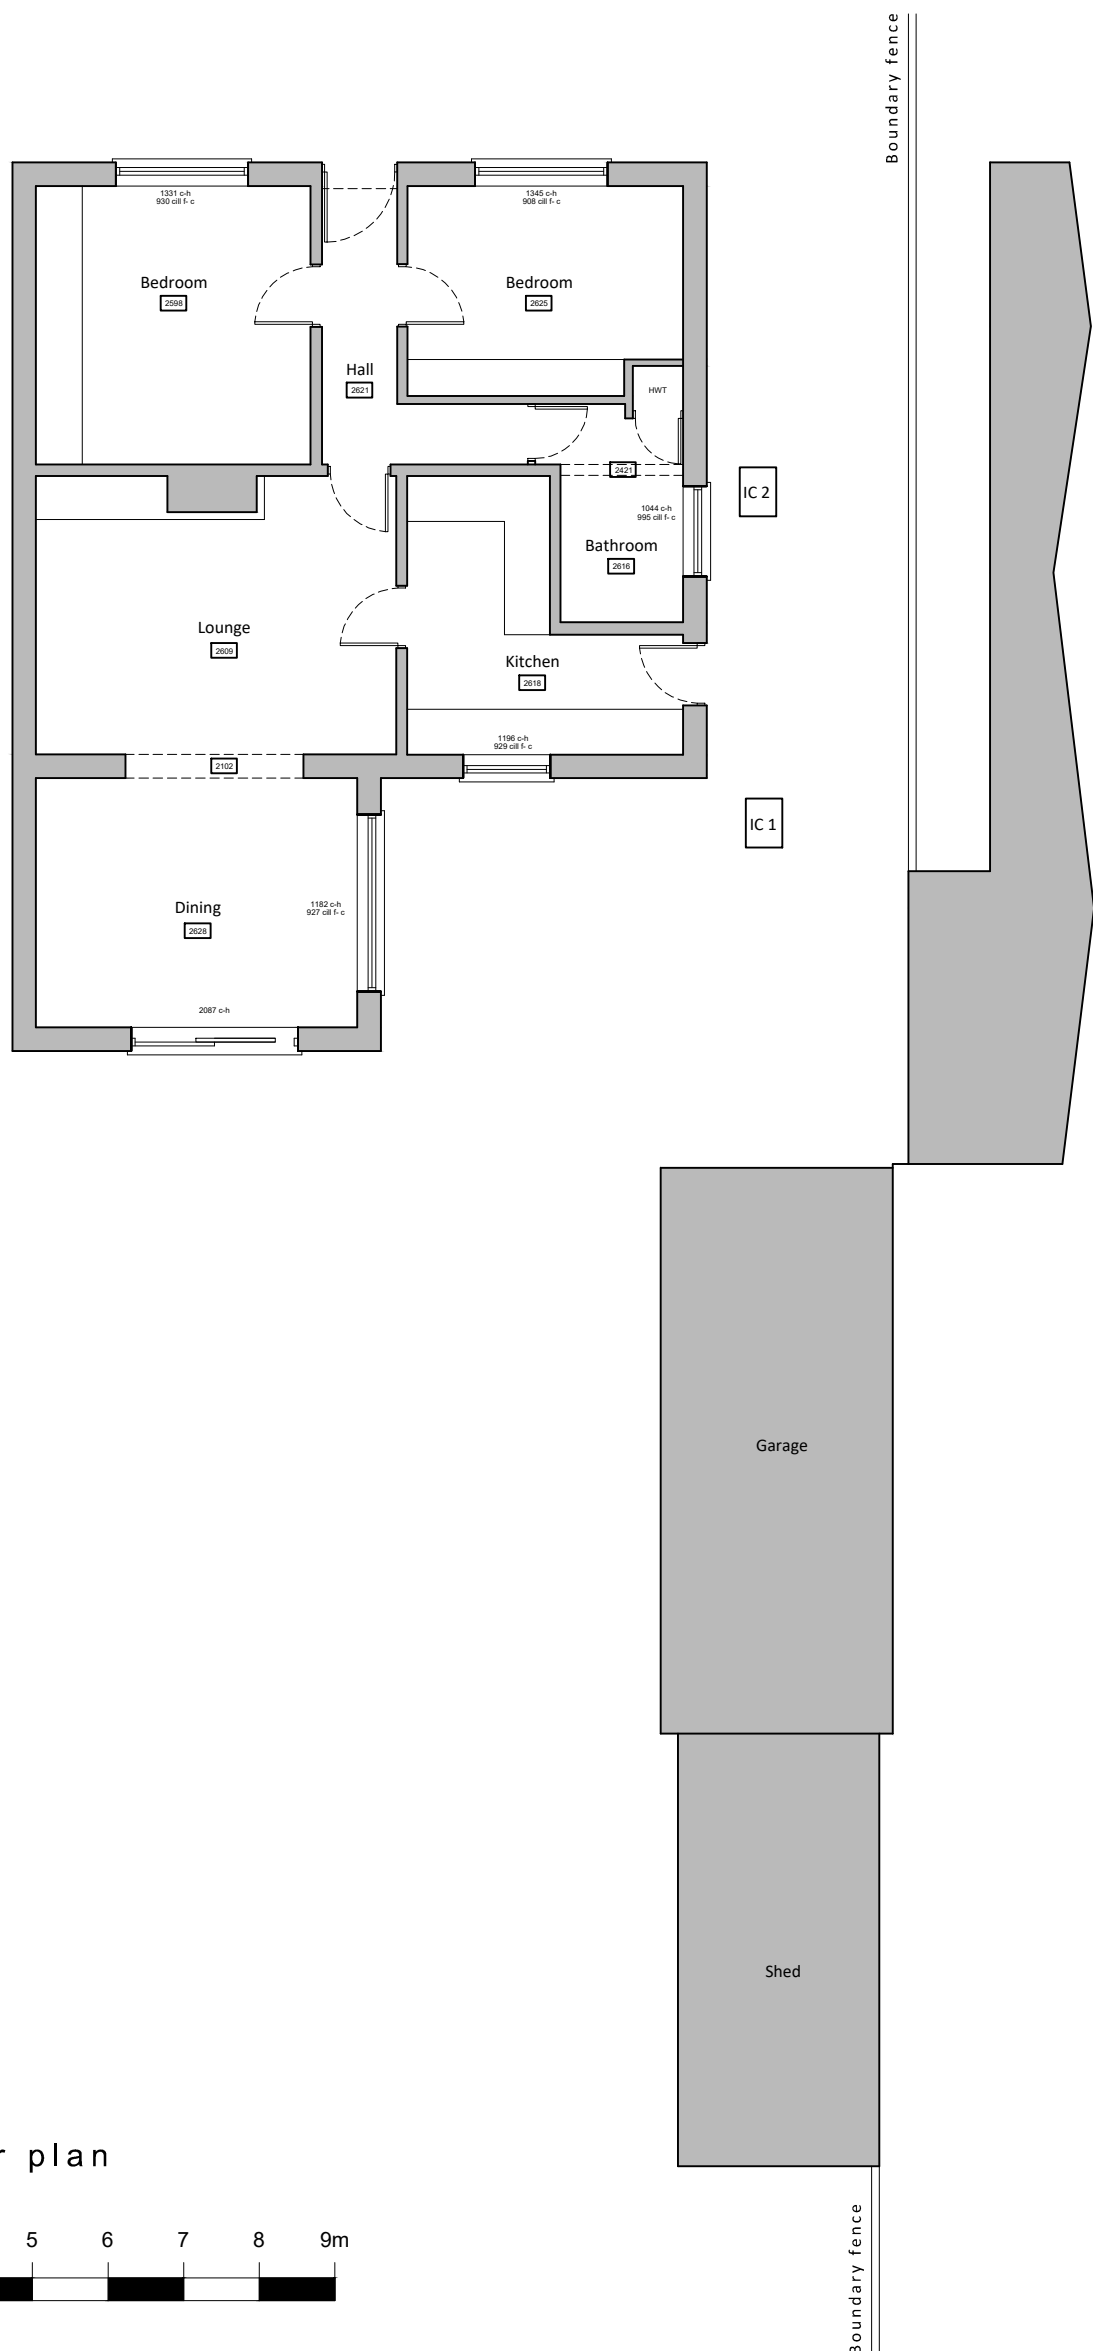 Boundary fence
1331 c-h
930 cill f- c
1345 c-h
908 cill f- c
Bedroom
2598
Bedroom
2625
Hall
2621
HWT
2421
IC 2
1044 c-h
995 cill f- c
Bathroom
2616
Lounge
2609
Kitchen
2618
1196 c-h
929 cill f- c
2102
IC 1
Dining
2628
1182 c-h
927 cill f- c
2087 c-h
Garage
Shed
r plan
5 6 7 8 9m
Boundary fence